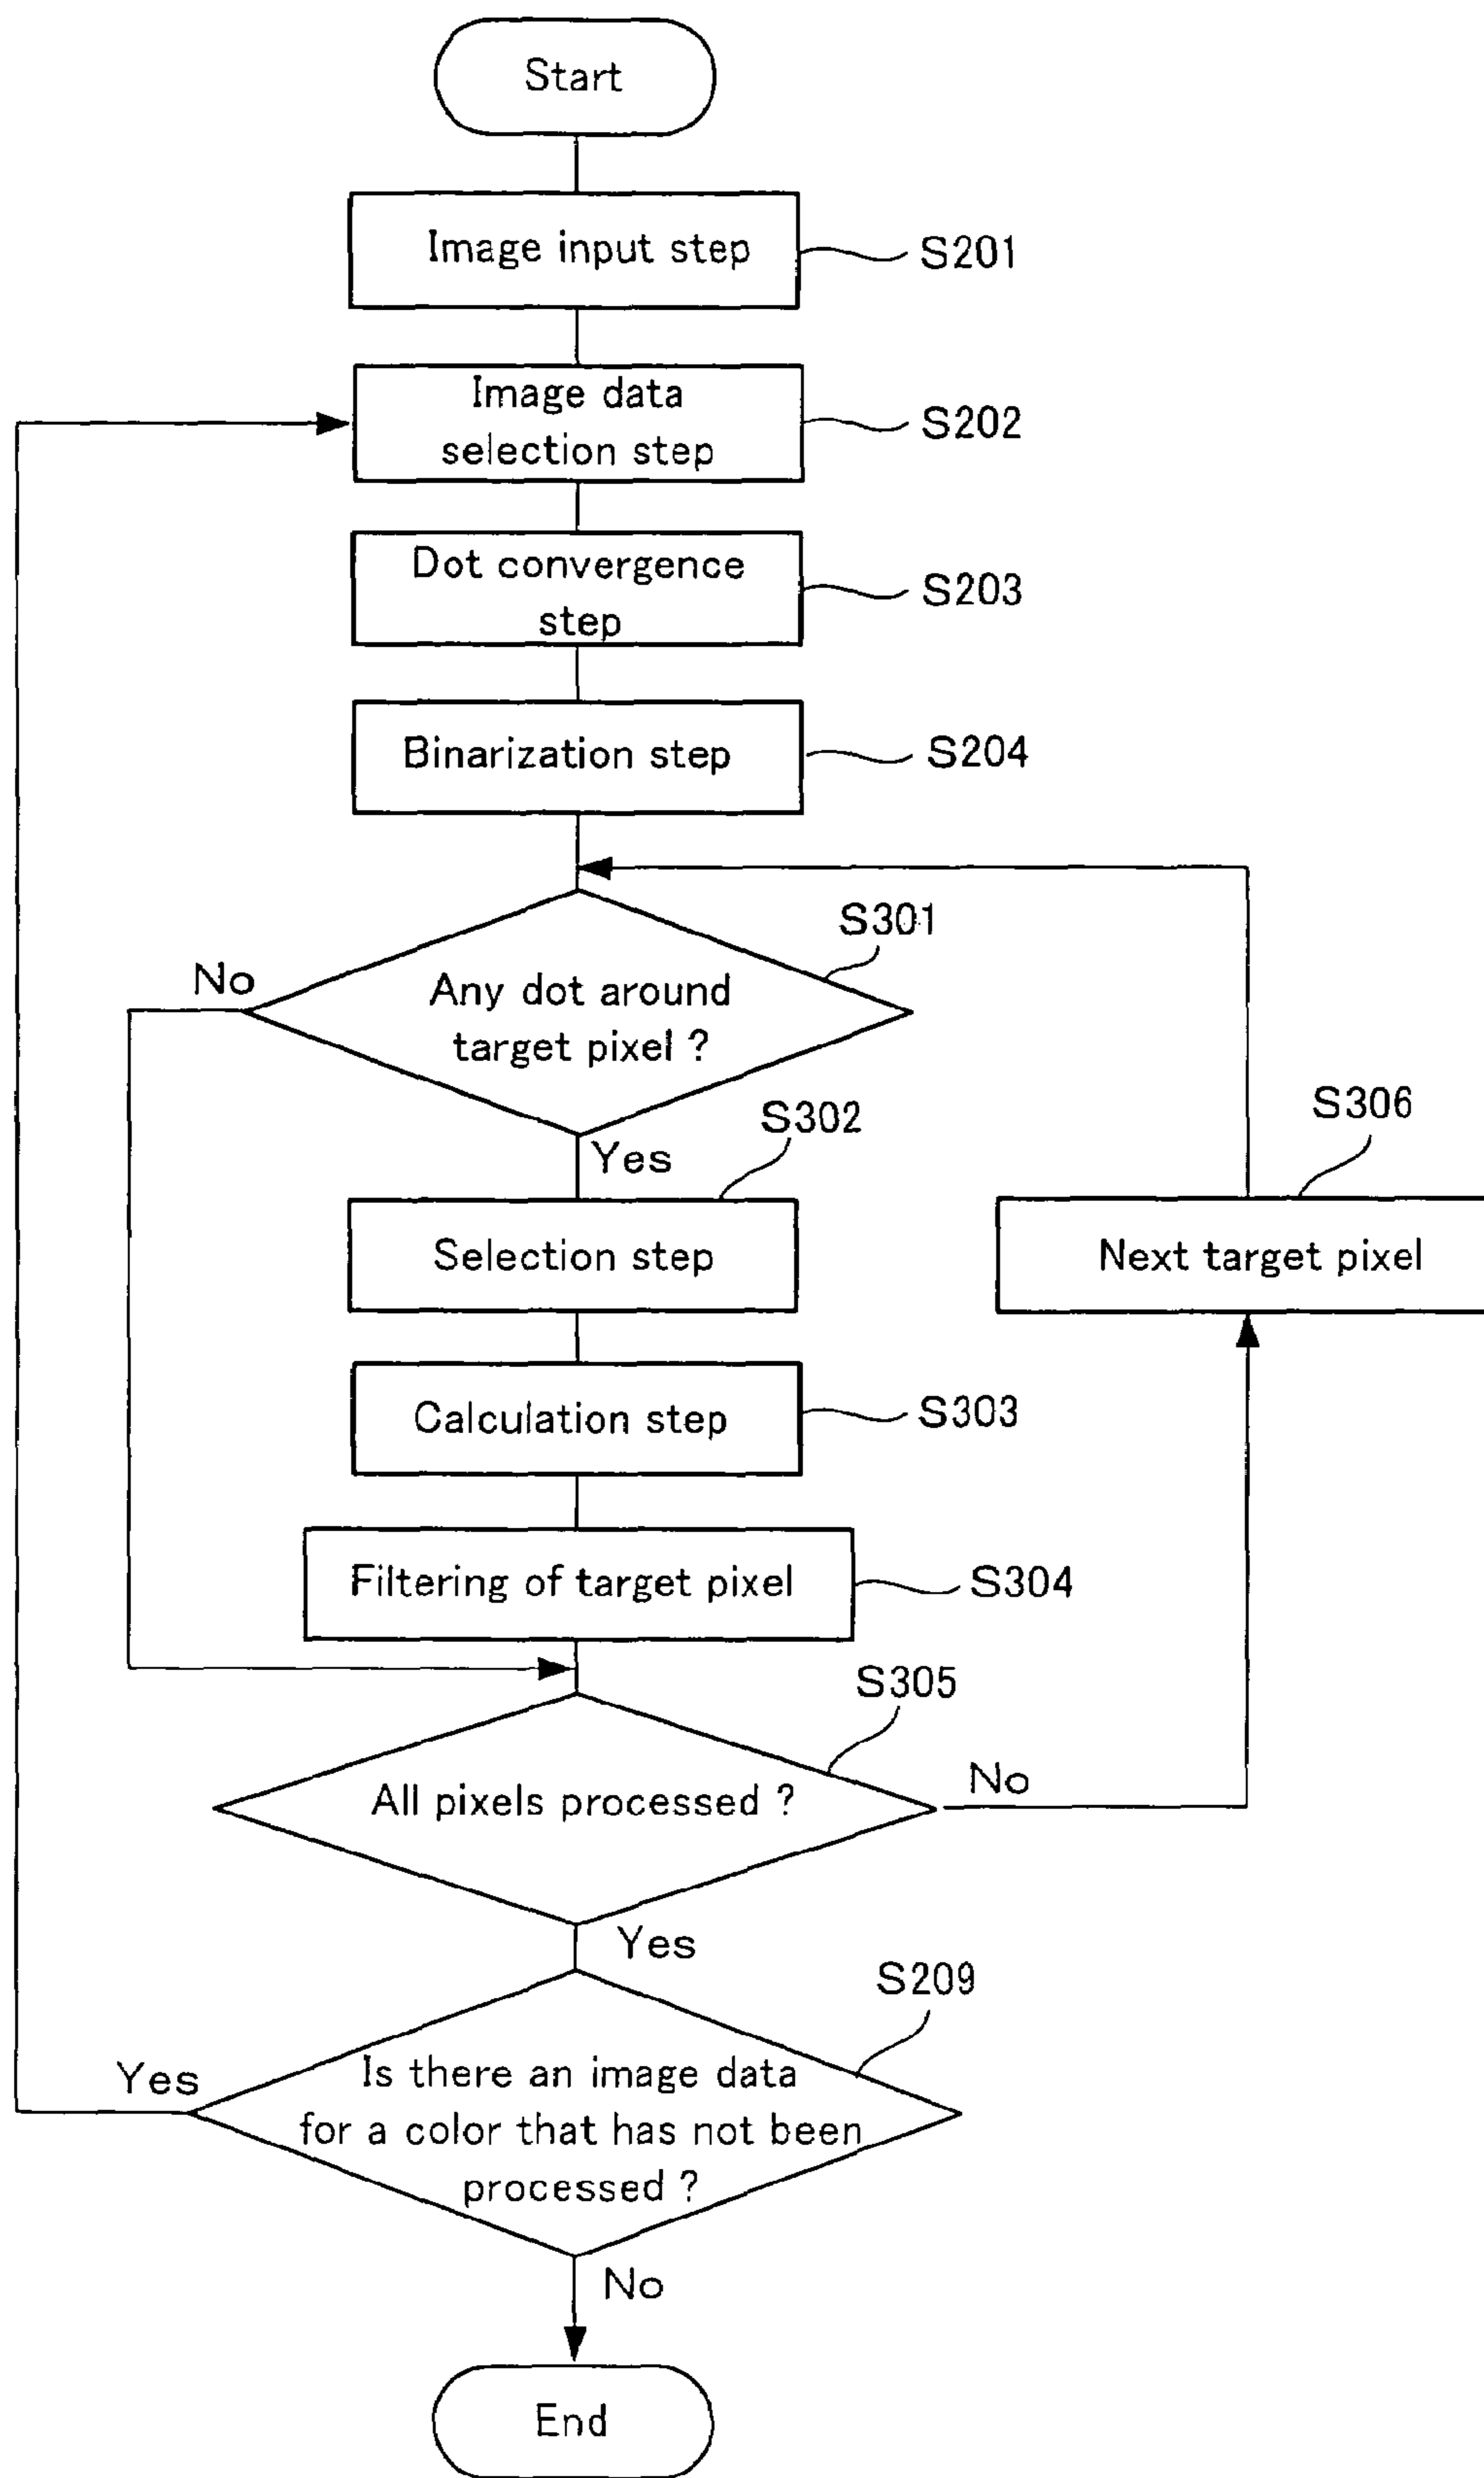 Start
Image input step
S201
Image data
selection step
S202
Dot convergence
step
S203
Binarization step
S204
S301
No
Any dot around
target pixel ?
Yes
S302
S306
Selection step
Next target pixel
Calculation step
S303
Filtering of target pixel
S304
S305
All pixels processed ?
No
Yes
S209
Yes
Is there an image data
for a color that has not been
processed ?
No
End